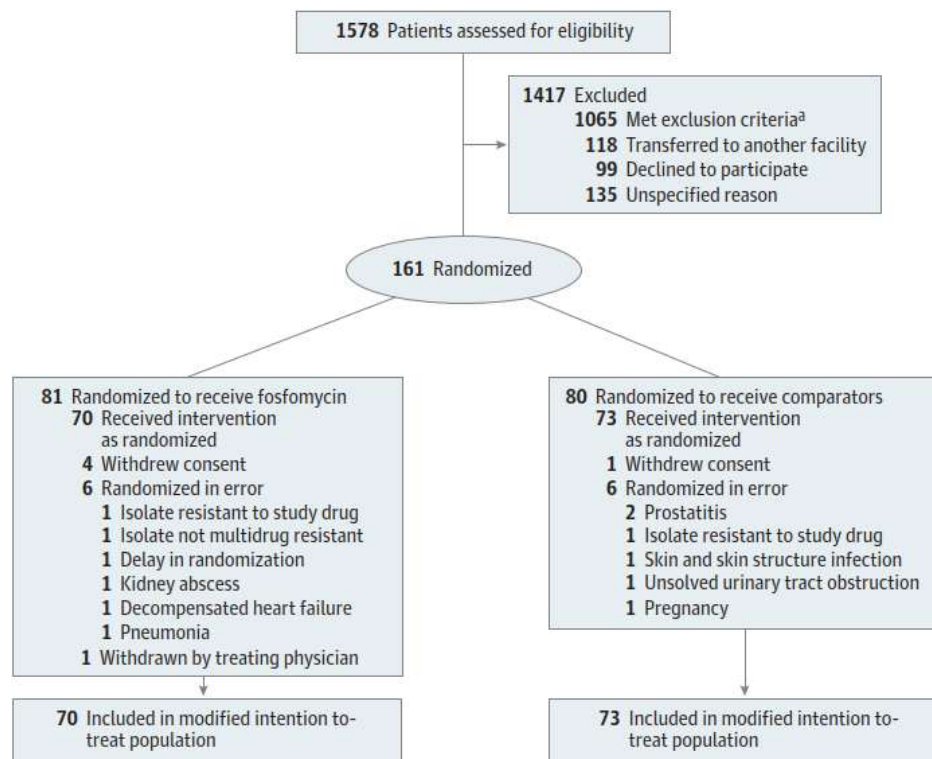 1578 Patients assessed for eligibility
1417 Excluded
1065 Met exclusion criteriaᵃ
118 Transferred to another facility
99 Declined to participate
135 Unspecified reason
161 Randomized
81 Randomized to receive fosfomycin
70 Received intervention
as randomized
4 Withdrew consent
6 Randomized in error
1 Isolate resistant to study drug
1 Isolate not multidrug resistant
1 Delay in randomization
1 Kidney abscess
1 Decompensated heart failure
1 Pneumonia
1 Withdrawn by treating physician
80 Randomized to receive comparators
73 Received intervention
as randomized
1 Withdrew consent
6 Randomized in error
2 Prostatitis
1 Isolate resistant to study drug
1 Skin and skin structure infection
1 Unsolved urinary tract obstruction
1 Pregnancy
70 Included in modified intention to-
treat population
73 Included in modified intention to-
treat population